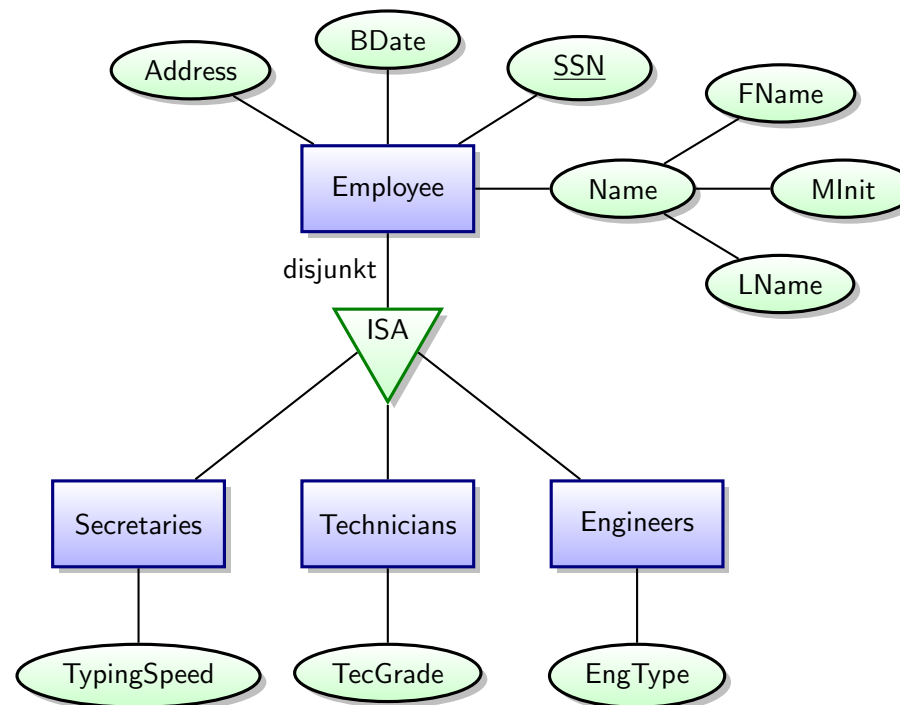 BDate
Address
SSN
FName
Employee
Name
MInit
disjunkt
LName
ISA
Secretaries
Technicians
Engineers
TypingSpeed
TecGrade
EngType